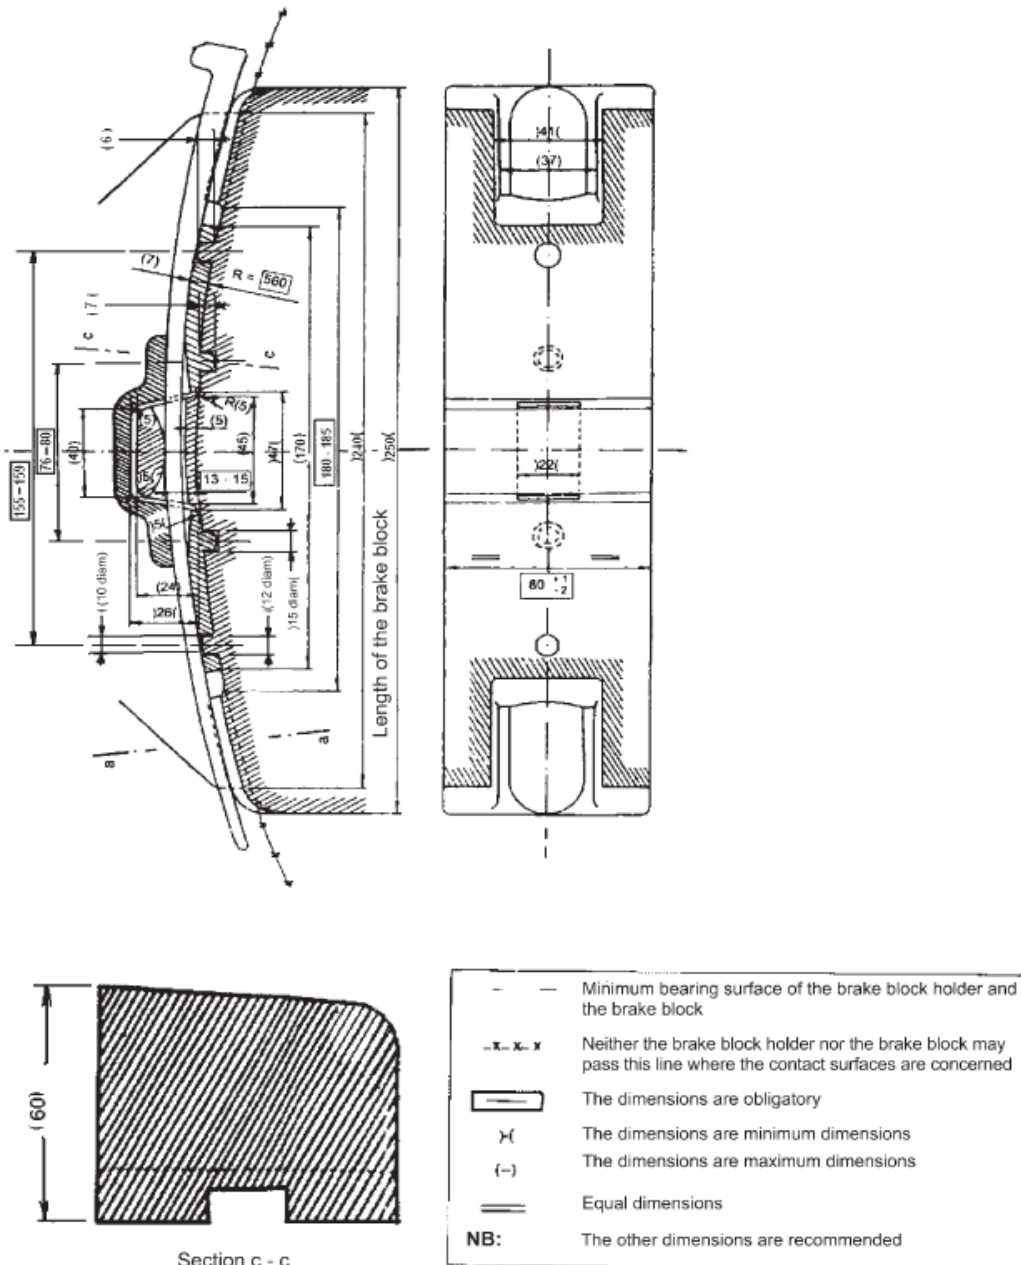 (6)
)41(
(37)
(7)
R = 560
(7(
c
c
R(5)
(5)
(5)
)5(
)5(
(40)
76-80
155-159
(45)
)47(
(170)
180-185
)240(
)250(
13 - 15
(24)
)26(
((10 diam)
((12 diam)
)15 diam(
Length of the brake block
a
a
)22(
80 +1 -2
(60)
Section c - c
Minimum bearing surface of the brake block holder and
the brake block
Neither the brake block holder nor the brake block may
pass this line where the contact surfaces are concerned
The dimensions are obligatory
)-( The dimensions are minimum dimensions
(-) The dimensions are maximum dimensions
Equal dimensions
NB: The other dimensions are recommended